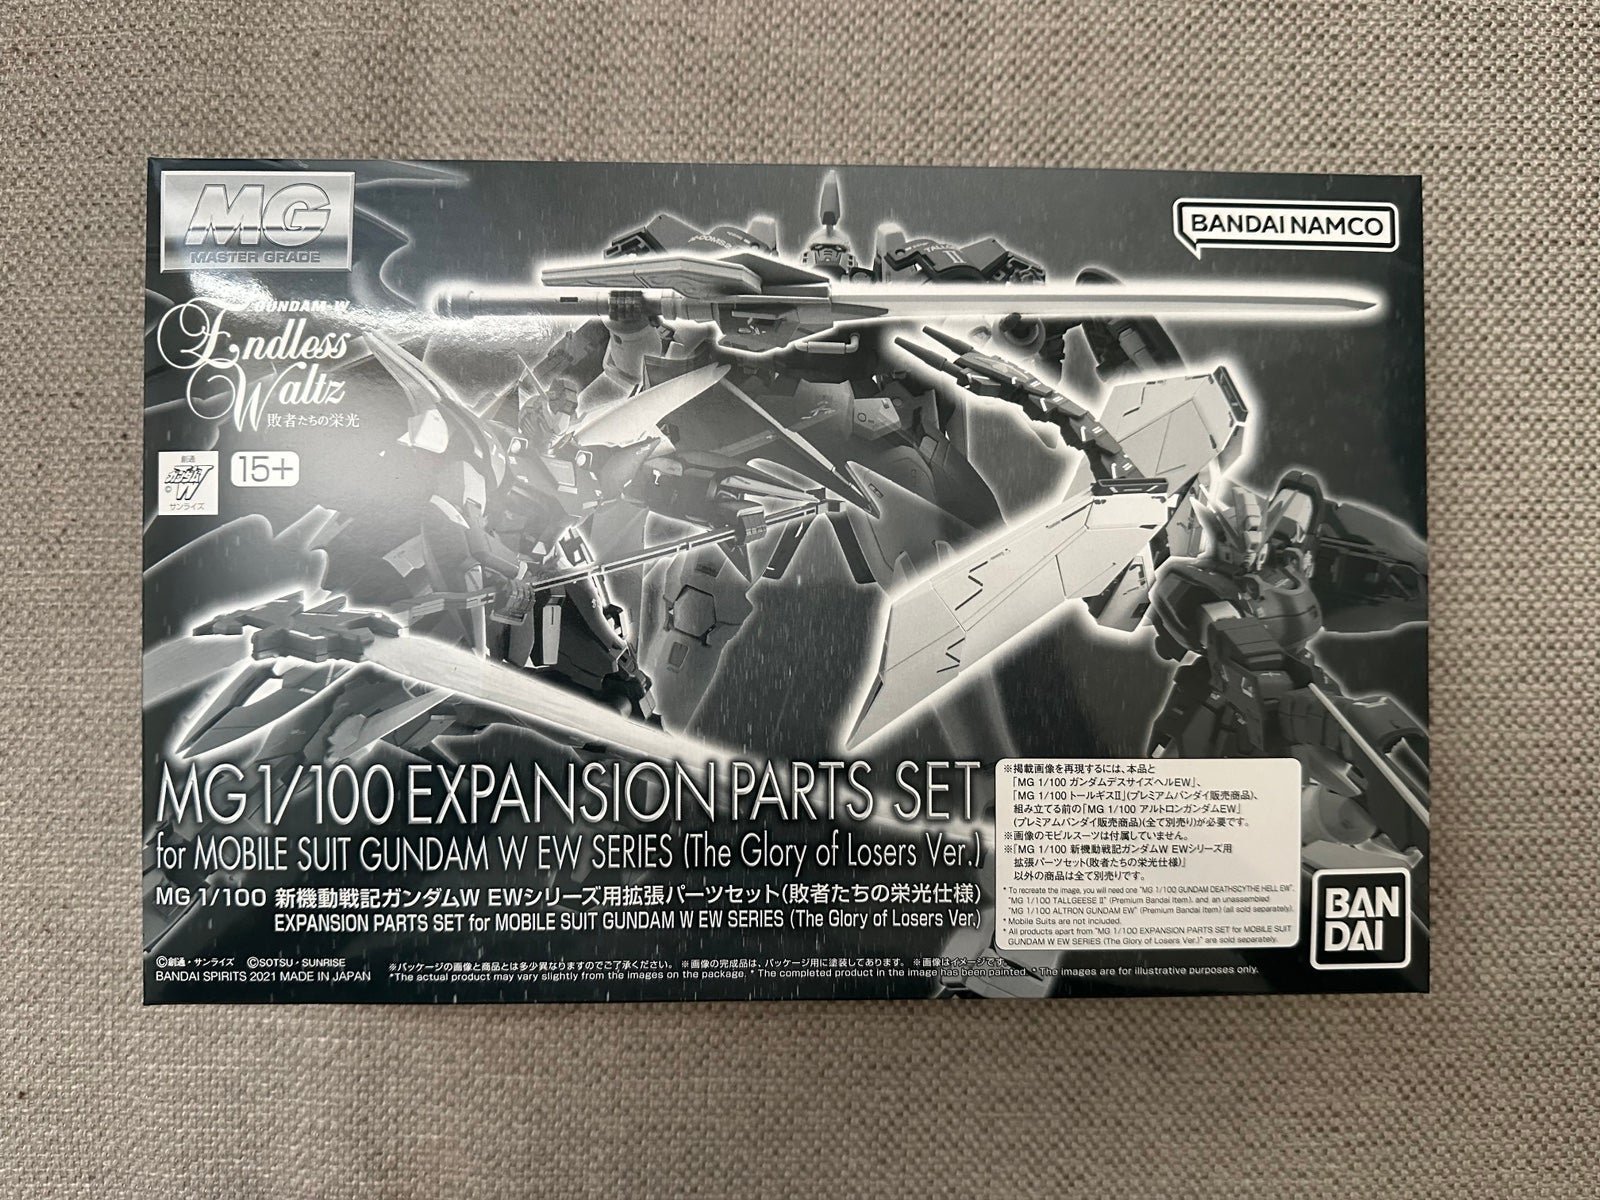 MG
MASTER GRADE
BANDAI NAMCO
GUNDAM-W
Endless
Waltz
敗者たちの栄光
創通
ガンダムW
©
サンライズ
15+
MG 1/100 EXPANSION PARTS SET
for MOBILE SUIT GUNDAM W EW SERIES (The Glory of Losers Ver.)
MG 1/100 新機動戦記ガンダムW EWシリーズ用拡張パーツセット(敗者たちの栄光仕様)
EXPANSION PARTS SET for MOBILE SUIT GUNDAM W EW SERIES (The Glory of Losers Ver.)
※掲載画像を再現するには、本品と
「MG 1/100 ガンダムデスサイズヘルEW」、
「MG 1/100 トールギスII」(プレミアムバンダイ販売商品)、
組み立てる前の「MG 1/100 アルトロンガンダムEW」
(プレミアムバンダイ販売商品)(全て別売り)が必要です。
※画像のモビルスーツは付属していません。
※「MG 1/100 新機動戦記ガンダムW EWシリーズ用
拡張パーツセット(敗者たちの栄光仕様)」
以外の商品は全て別売りです。
* To recreate the image, you will need one "MG 1/100 GUNDAM DEATHSCYTHE HELL EW",
"MG 1/100 TALLGEESE II" (Premium Bandai Item), and an unassembled
"MG 1/100 ALTRON GUNDAM EW" (Premium Bandai Item) (all sold separately).
* Mobile Suits are not included.
* All products apart from "MG 1/100 EXPANSION PARTS SET for MOBILE SUIT
GUNDAM W EW SERIES (The Glory of Losers Ver.)" are sold separately.
BAN
DAI
©創通・サンライズ ©SOTSU・SUNRISE
BANDAI SPIRITS 2021 MADE IN JAPAN
※パッケージの画像と商品とは多少異なりますのでご了承ください。 ※画像の完成品は、パッケージ用に塗装してあります。 ※画像はイメージです。
*The actual product may vary slightly from the images on the package. * The completed product in the image has been painted. * The images are for illustrative purposes only.